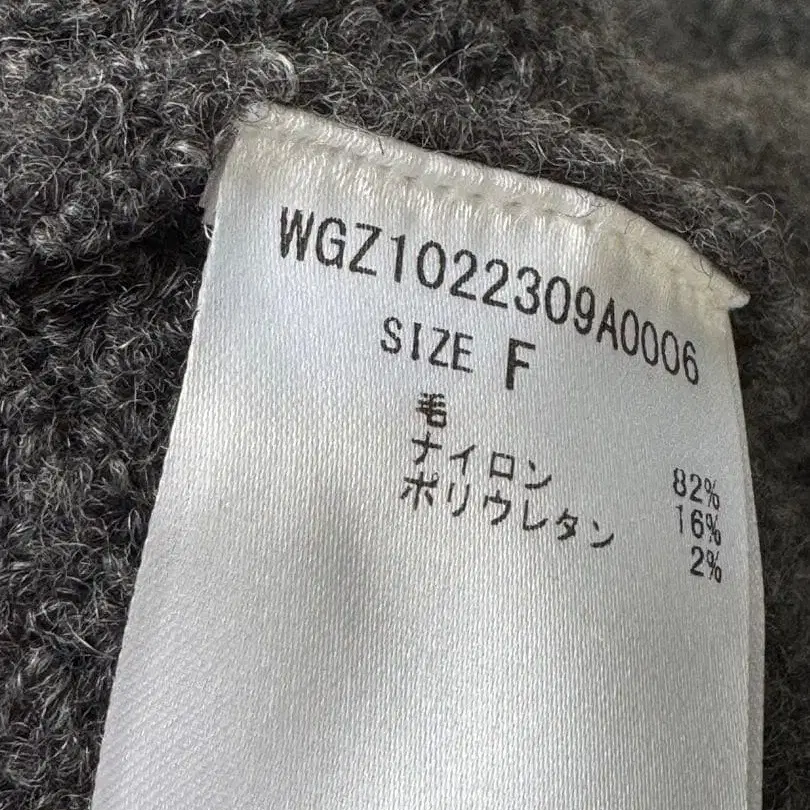 WGZ1022309A0006
SIZE F
毛 82%
ナイロン 16%
ポリウレタン 2%